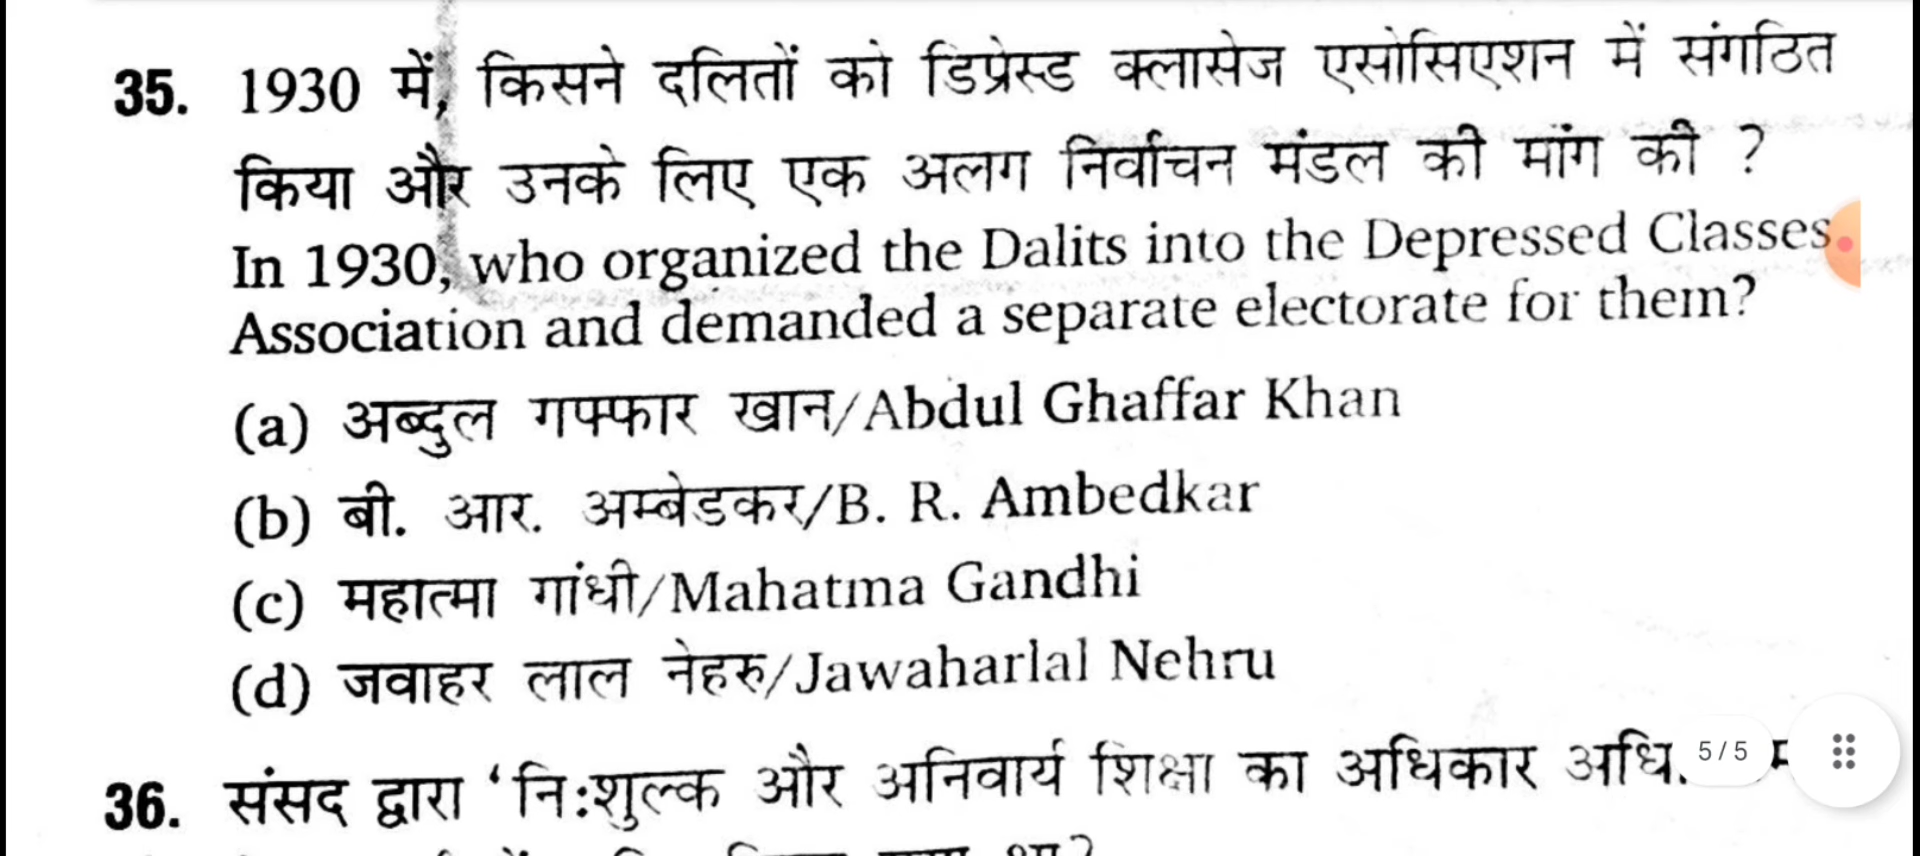 35. 1930 में, किसने दलितों को डिप्रेस्ड क्लासेज एसोसिएशन में संगठित
किया और उनके लिए एक अलग निर्वाचन मंडल की मांग की ?
In 1930, who organized the Dalits into the Depressed Classes
Association and demanded a separate electorate for them?
(a) अब्दुल गफ्फार खान/Abdul Ghaffar Khan
(b) बी. आर. अम्बेडकर/B. R. Ambedkar
(c) महात्मा गांधी/Mahatma Gandhi
(d) जवाहर लाल नेहरु/Jawaharlal Nehru
5/5
36. संसद द्वारा ‘नि:शुल्क और अनिवार्य शिक्षा का अधिकार